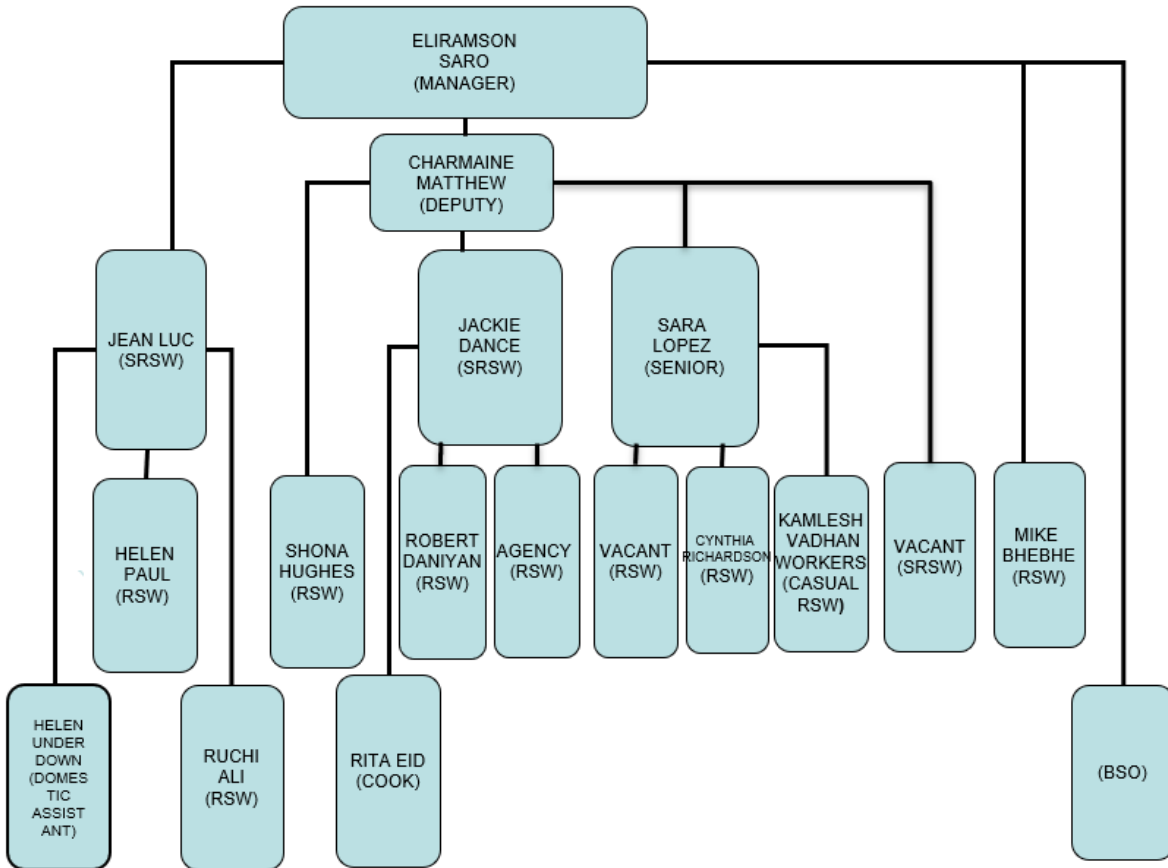 ELIRAMSON
SARO
(MANAGER)
CHARMAINE
MATTHEW
(DEPUTY)
JEAN LUC
(SRSW)
JACKIE
DANCE
(SRSW)
SARA
LOPEZ
(SENIOR)
HELEN
PAUL
(RSW)
SHONA
HUGHES
(RSW)
ROBERT
DANIYAN
(RSW)
AGENCY
(RSW)
VACANT
(RSW)
CYNTHIA
RICHARDSON
(RSW)
KAMLESH
VADHAN
WORKERS
(CASUAL
RSW)
VACANT
(SRSW)
MIKE
BHEBHE
(RSW)
HELEN
UNDER
DOWN
(DOMES
TIC
ASSIST
ANT)
RUCHI
ALI
(RSW)
RITA EID
(COOK)
(BSO)